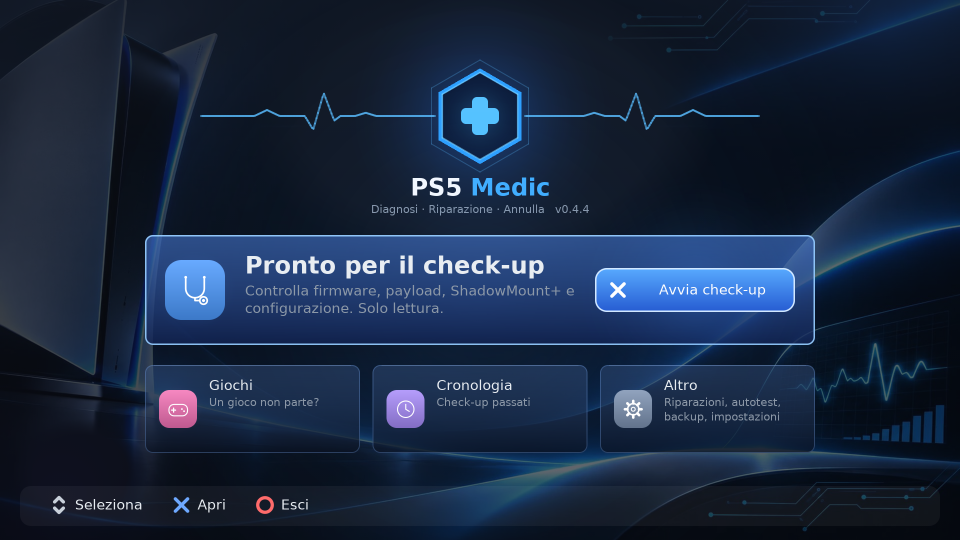 PS5 Medic
Diagnosi · Riparazione · Annulla v0.4.4
Pronto per il check-up
Controlla firmware, payload, ShadowMount+ e
configurazione. Solo lettura.
Avvia check-up
Giochi
Un gioco non parte?
Cronologia
Check-up passati
Altro
Riparazioni, autotest,
backup, impostazioni
Seleziona
Apri
Esci